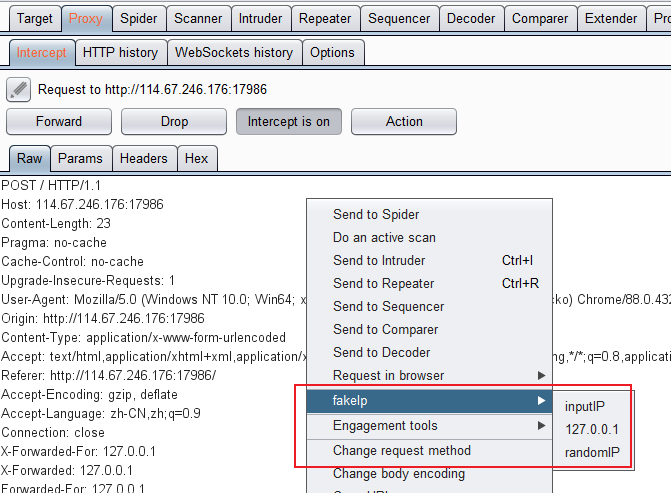 Target Proxy Spider Scanner Intruder Repeater Sequencer Decoder Comparer Extender
Intercept HTTP history WebSockets history Options
Request to http://114.67.246.176:17986
Forward Drop Intercept is on Action
Raw Params Headers Hex
POST / HTTP/1.1
Host: 114.67.246.176:17986
Content-Length: 23
Pragma: no-cache
Cache-Control: no-cache
Upgrade-Insecure-Requests: 1
User-Agent: Mozilla/5.0 (Windows NT 10.0; Win64; x cko) Chrome/88.0.432
Origin: http://114.67.246.176:17986
Content-Type: application/x-www-form-urlencoded
Accept: text/html,application/xhtml+xml,application/x ng,*/*;q=0.8,applicati
Referer: http://114.67.246.176:17986/
Accept-Encoding: gzip, deflate
Accept-Language: zh-CN,zh;q=0.9
Connection: close
X-Forwarded-For: 127.0.0.1
X-Forwarded: 127.0.0.1
Forwarded-For: 127.0.0.1
Send to Spider
Do an active scan
Send to Intruder Ctrl+I
Send to Repeater Ctrl+R
Send to Sequencer
Send to Comparer
Send to Decoder
Request in browser
fakeIp
Engagement tools
Change request method
Change body encoding
inputIP
127.0.0.1
randomIP